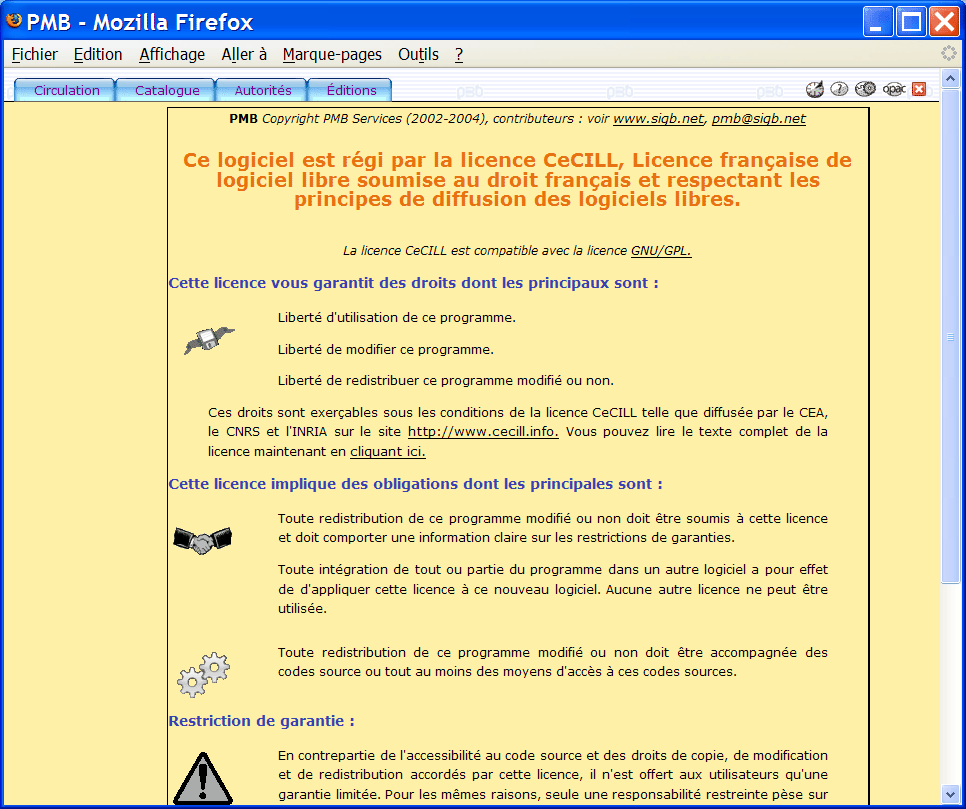 PMB - Mozilla Firefox
Fichier Edition Affichage Aller à Marque-pages Outils ?
Circulation Catalogue Autorités Éditions opac
PMB Copyright PMB Services (2002-2004), contributeurs : voir www.sigb.net, pmb@sigb.net
Ce logiciel est régi par la licence CeCILL, Licence française de
logiciel libre soumise au droit français et respectant les
principes de diffusion des logiciels libres.
La licence CeCILL est compatible avec la licence GNU/GPL.
Cette licence vous garantit des droits dont les principaux sont :
Liberté d'utilisation de ce programme.
Liberté de modifier ce programme.
Liberté de redistribuer ce programme modifié ou non.
Ces droits sont exerçables sous les conditions de la licence CeCILL telle que diffusée par le CEA,
le CNRS et l'INRIA sur le site http://www.cecill.info. Vous pouvez lire le texte complet de la
licence maintenant en cliquant ici.
Cette licence implique des obligations dont les principales sont :
Toute redistribution de ce programme modifié ou non doit être soumis à cette licence
et doit comporter une information claire sur les restrictions de garanties.
Toute intégration de tout ou partie du programme dans un autre logiciel a pour effet
de d'appliquer cette licence à ce nouveau logiciel. Aucune autre licence ne peut être
utilisée.
Toute redistribution de ce programme modifié ou non doit être accompagnée des
codes source ou tout au moins des moyens d'accès à ces codes sources.
Restriction de garantie :
En contrepartie de l'accessibilité au code source et des droits de copie, de modification
et de redistribution accordés par cette licence, il n'est offert aux utilisateurs qu'une
garantie limitée. Pour les mêmes raisons, seule une responsabilité restreinte pèse sur